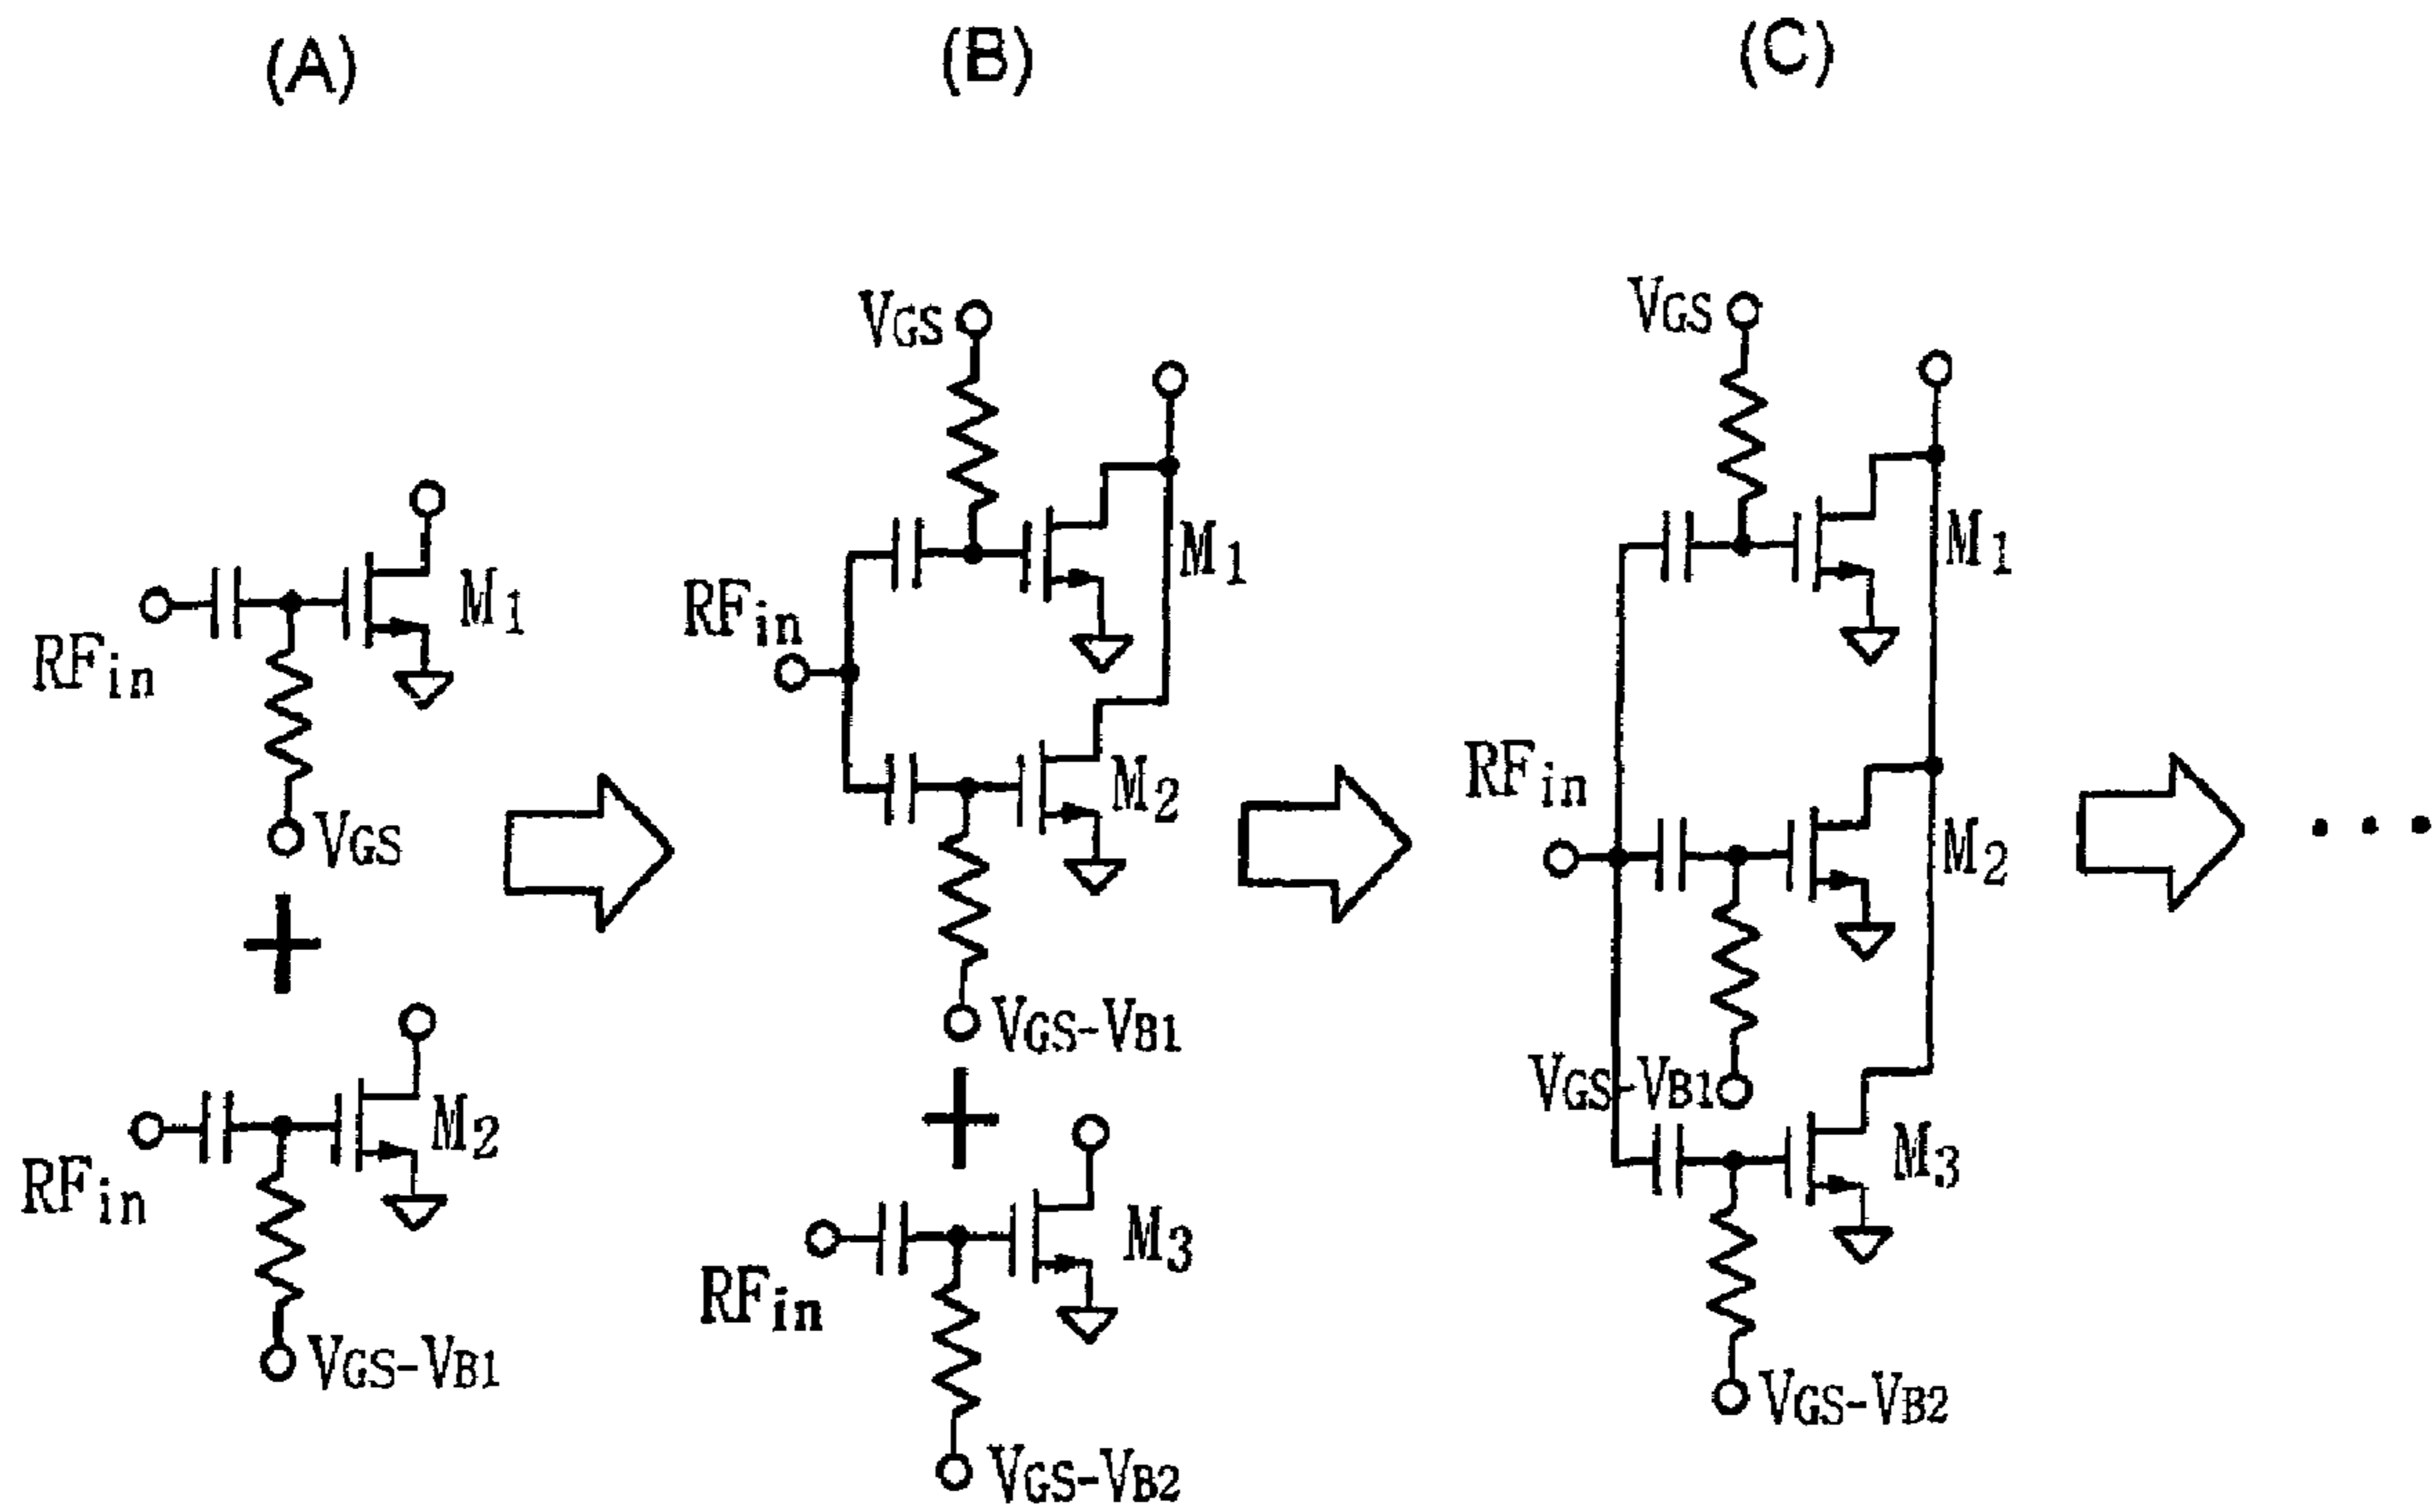 (A)
(B)
(C)
RFin
M1
VGS
+
RFin
M2
VGS-VB1
VGS
RFin
M1
M2
VGS-VB1
+
RFin
M3
VGS-VB2
VGS
M1
RFin
M2
VGS-VB1
M3
VGS-VB2
...